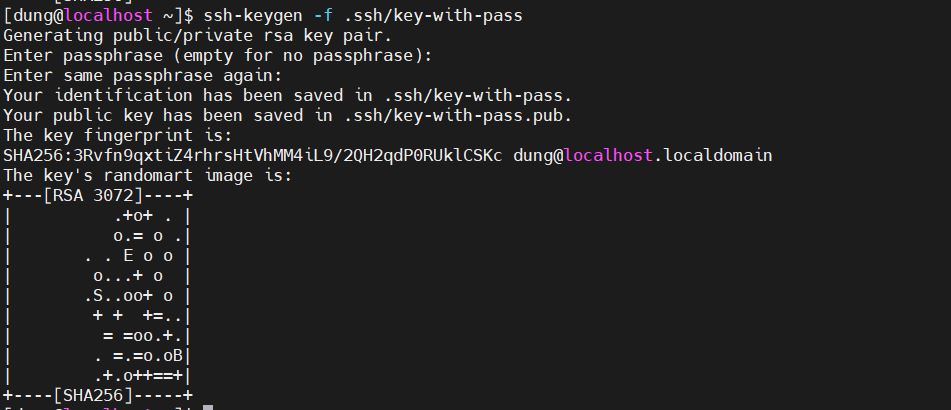 [dung@localhost ~]$ ssh-keygen -f .ssh/key-with-pass
Generating public/private rsa key pair.
Enter passphrase (empty for no passphrase):
Enter same passphrase again:
Your identification has been saved in .ssh/key-with-pass.
Your public key has been saved in .ssh/key-with-pass.pub.
The key fingerprint is:
SHA256:3Rvfn9qxtiZ4rhrsHtVhMM4iL9/2QH2qdP0RUklCSKc dung@localhost.localdomain
The key's randomart image is:
+---[RSA 3072]----+
|           .+o+ . |
|           o.= o .|
|        . . E o o |
|         o...+ o  |
|        .S..oo+ o |
|         + +  +=..|
|          = =oo.+.|
|         . =.=o.oB|
|         .+.o++==+|
+----[SHA256]-----+